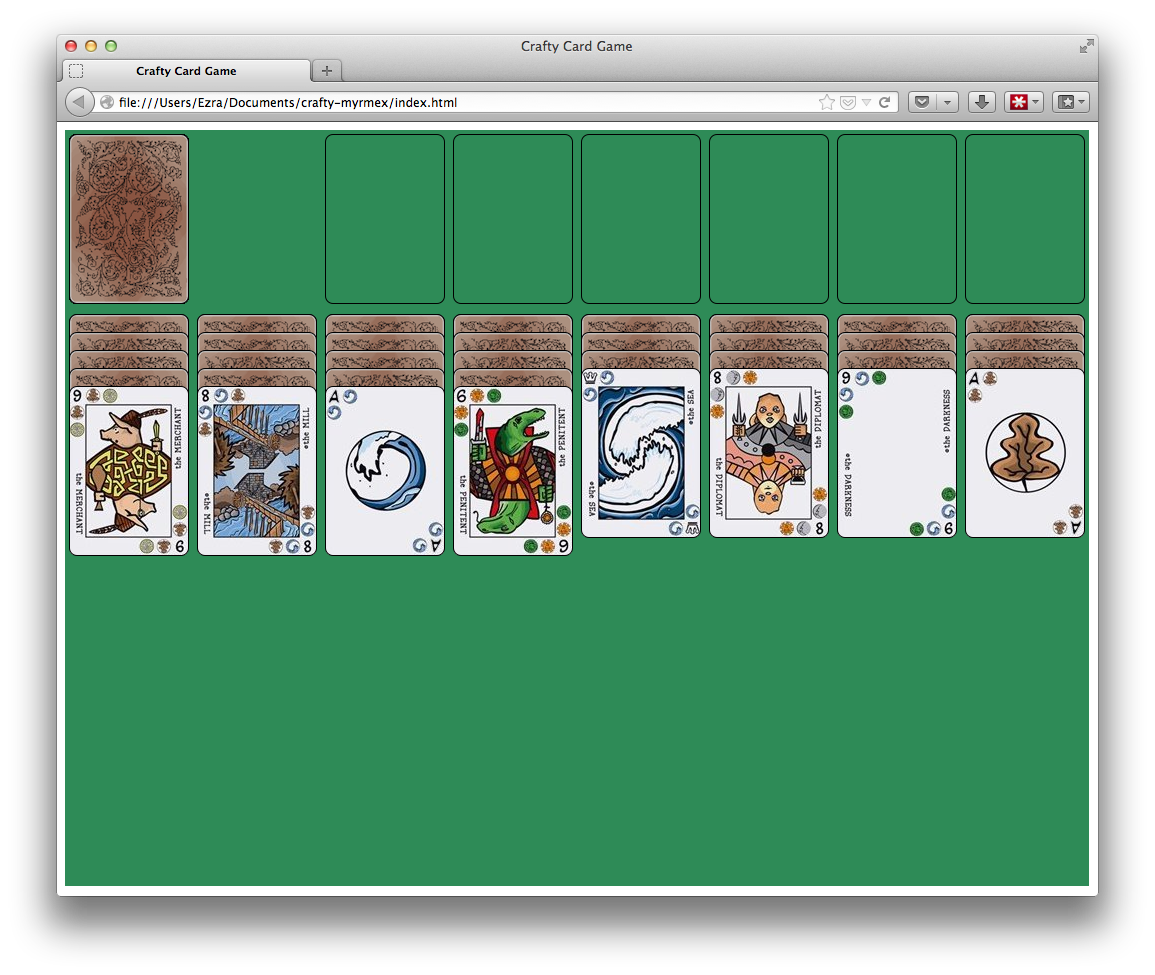 Crafty Card Game
Crafty Card Game
file:///Users/Ezra/Documents/crafty-myrmex/index.html
9
the MERCHANT
the MERCHANT
9
8
•the MILL
•the MILL
8
A
A
6
the PENITENT
the PENITENT
6
•the SEA
•the SEA
8
the DIPLOMAT
the DIPLOMAT
8
9
•the DARKNESS
•the DARKNESS
9
A
A